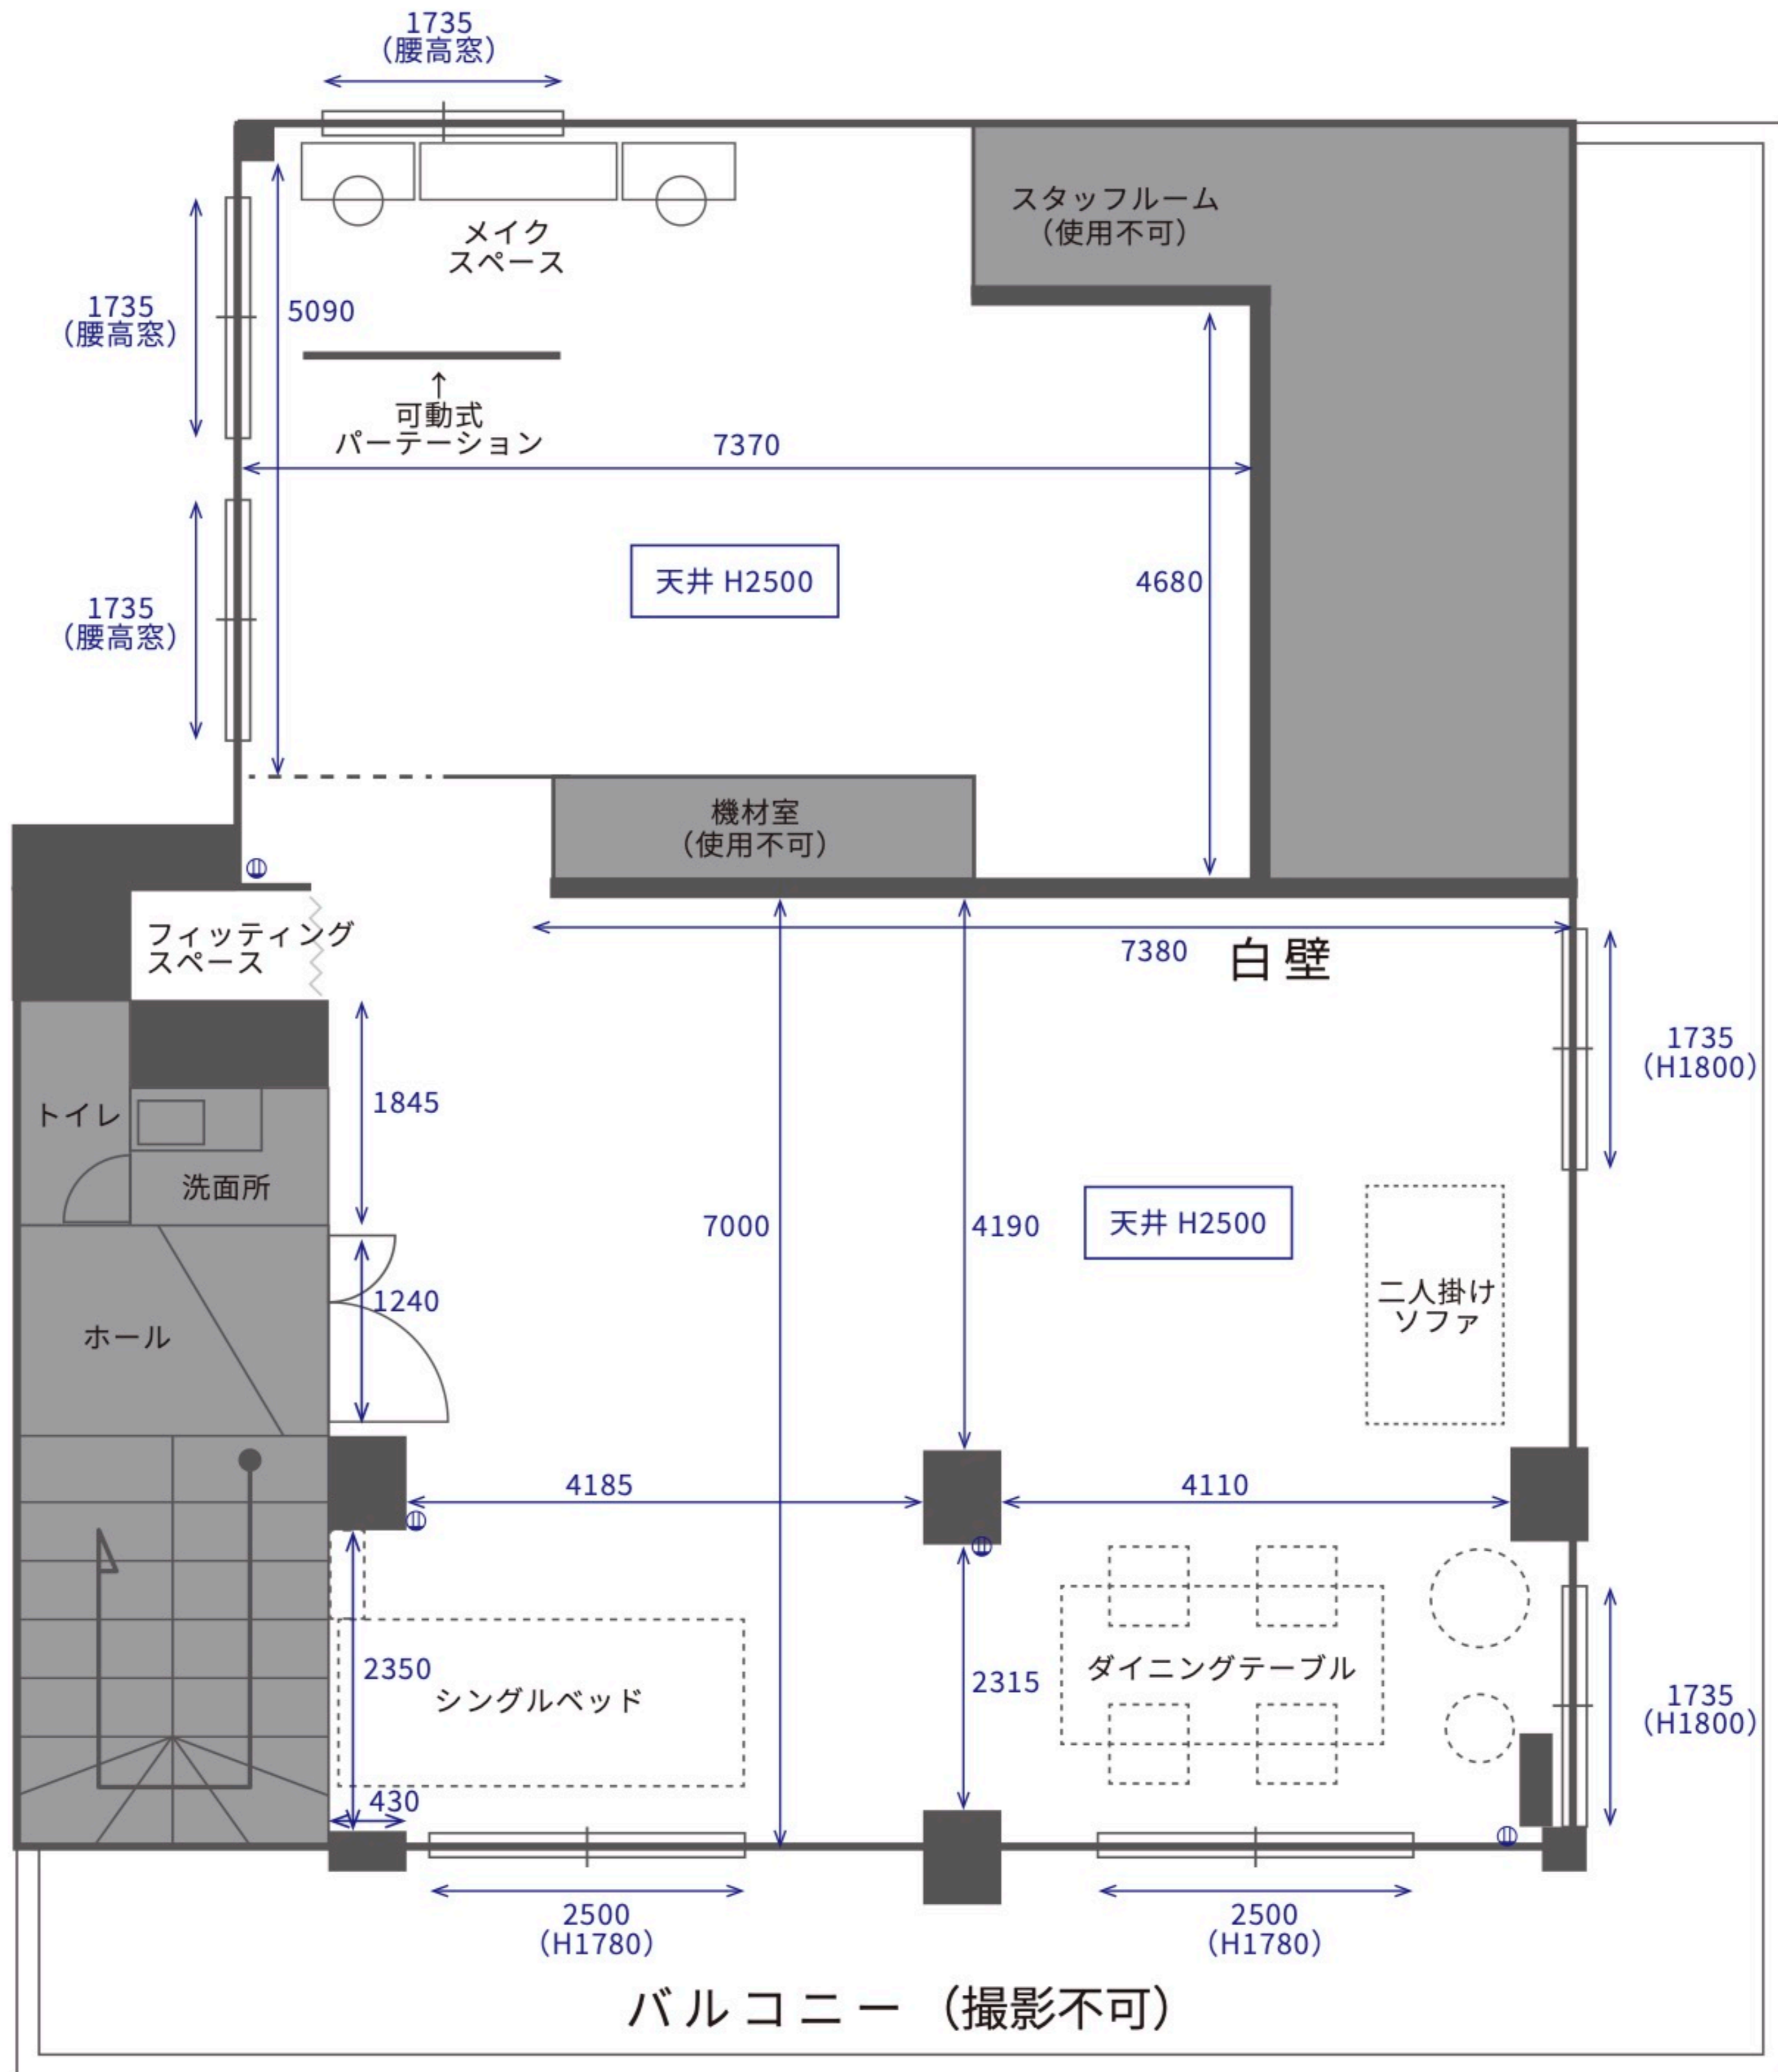 1735
（腰高窓）
スタッフルーム
（使用不可）
メイク
スペース
1735
（腰高窓）
5090
↑
可動式
パーテーション
7370
天井 H2500
4680
1735
（腰高窓）
機材室
（使用不可）
フィッティング
スペース
7380
白壁
1735
（H1800）
トイレ
1845
洗面所
7000
4190
天井 H2500
二人掛け
ソファ
1240
ホール
4185
4110
2350
シングルベッド
2315
ダイニングテーブル
1735
（H1800）
430
2500
（H1780）
2500
（H1780）
バルコニー（撮影不可）